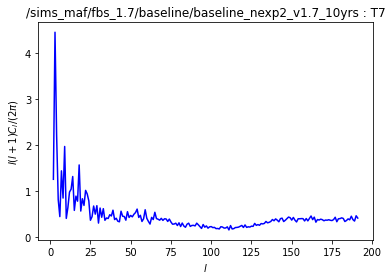 /sims_maf/fbs_1.7/baseline/baseline_nexp2_v1.7_10yrs : T7
l(l + 1)C_l/(2π)
4
3
2
1
0
0 25 50 75 100 125 150 175 200
l